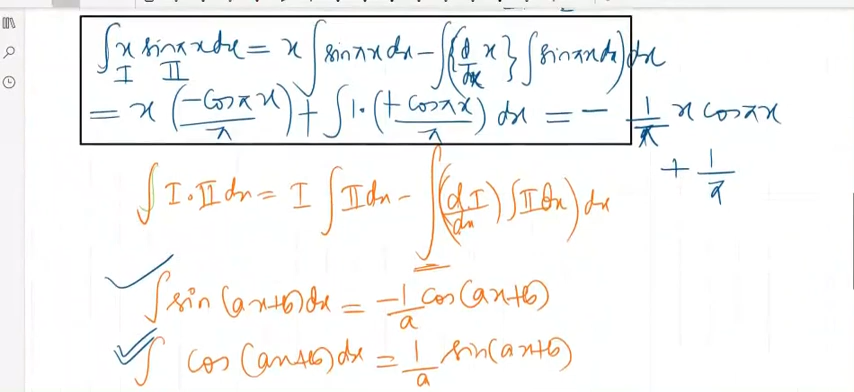 ∫ x sin πx dx = x ∫ sin πx dx − ∫ { d/dx x } ∫ sin πx dx ) dx
I II
= x ( −cos πx / π ) + ∫ 1 · ( + cos πx / π ) dx = − 1/π x cos πx
+ 1/π
∫ I · II dx = I ∫ II dx − ∫ ( d/dx I ) ∫ II dx ) dx
∫ sin (ax+b) dx = −1/a cos (ax+b)
∫ cos (ax+b) dx = 1/a sin (ax+b)